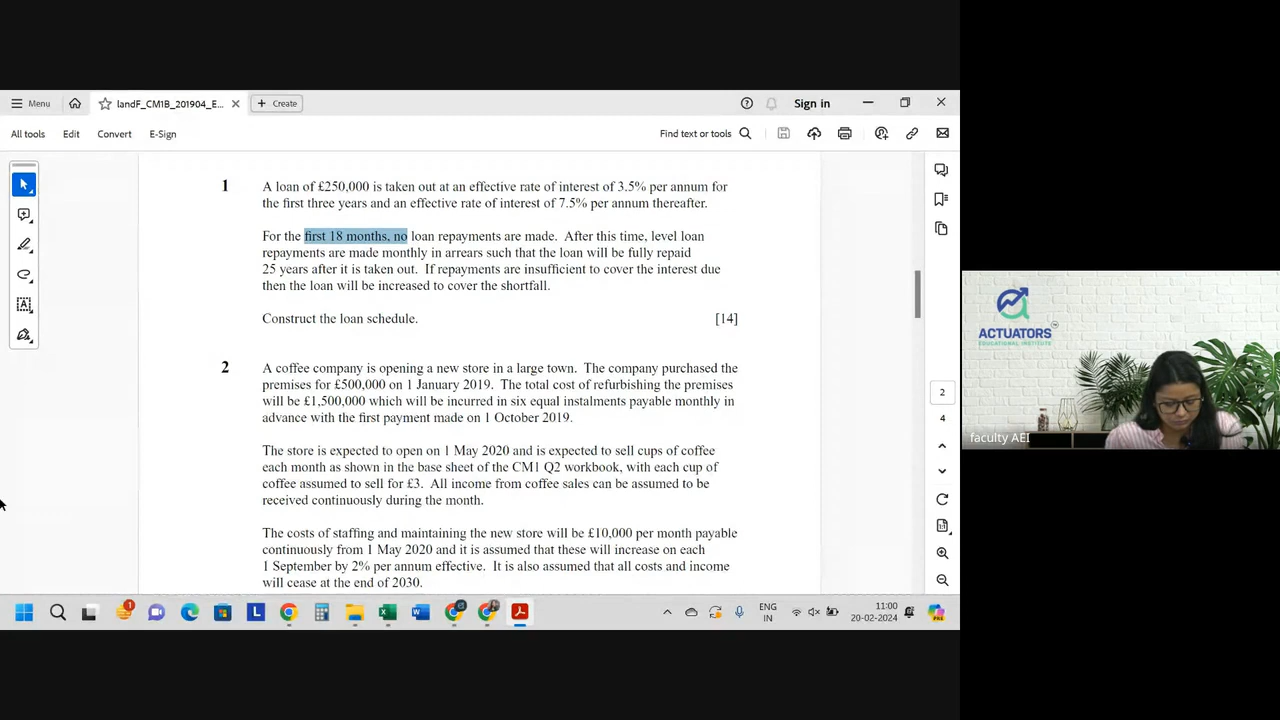 Menu
landF_CM1B_201904_E...
Create
Sign in
All tools
Edit
Convert
E-Sign
Find text or tools
1
A loan of £250,000 is taken out at an effective rate of interest of 3.5% per annum for
the first three years and an effective rate of interest of 7.5% per annum thereafter.
For the first 18 months, no loan repayments are made. After this time, level loan
repayments are made monthly in arrears such that the loan will be fully repaid
25 years after it is taken out. If repayments are insufficient to cover the interest due
then the loan will be increased to cover the shortfall.
Construct the loan schedule. [14]
2
A coffee company is opening a new store in a large town. The company purchased the
premises for £500,000 on 1 January 2019. The total cost of refurbishing the premises
will be £1,500,000 which will be incurred in six equal instalments payable monthly in
advance with the first payment made on 1 October 2019.
The store is expected to open on 1 May 2020 and is expected to sell cups of coffee
each month as shown in the base sheet of the CM1 Q2 workbook, with each cup of
coffee assumed to sell for £3. All income from coffee sales can be assumed to be
received continuously during the month.
The costs of staffing and maintaining the new store will be £10,000 per month payable
continuously from 1 May 2020 and it is assumed that these will increase on each
1 September by 2% per annum effective. It is also assumed that all costs and income
will cease at the end of 2030.
2
4
ENG
IN
11:00
20-02-2024
ACTUATORS
EDUCATIONAL INSTITUTE
faculty AEI